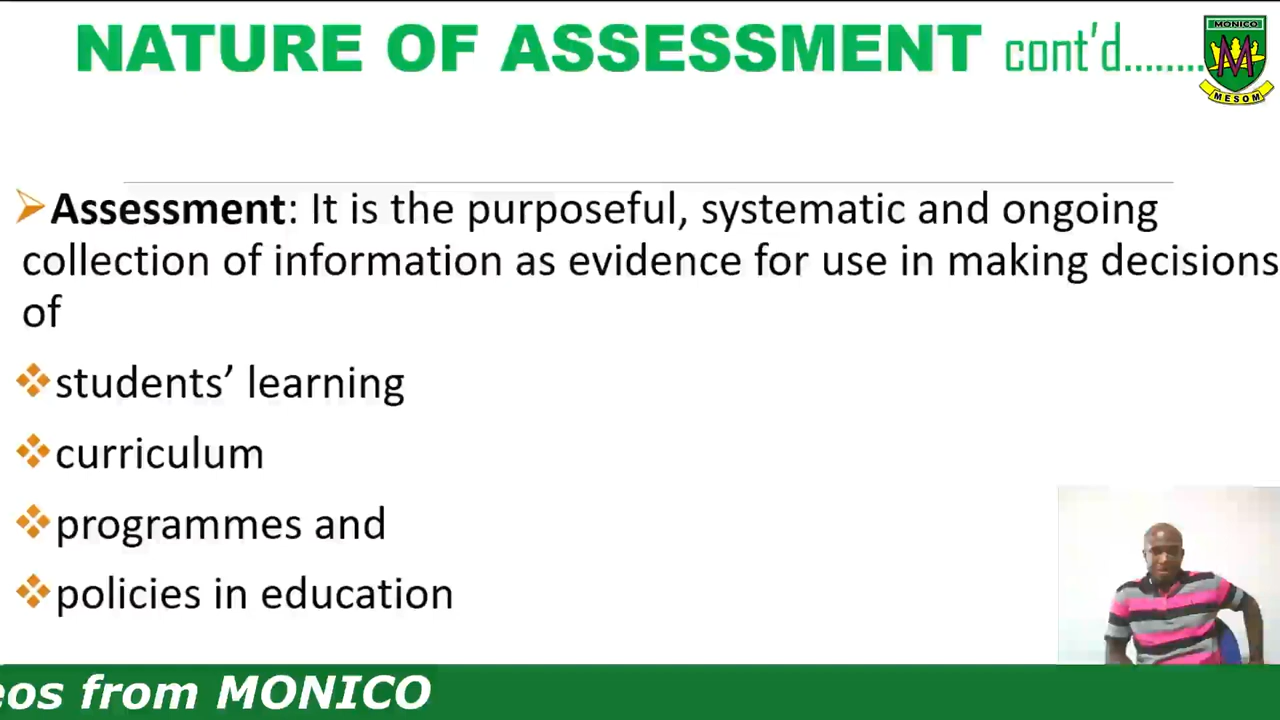 NATURE OF ASSESSMENT cont’d........
MONICO
M
MESOM
Assessment: It is the purposeful, systematic and ongoing
collection of information as evidence for use in making decisions
of
students’ learning
curriculum
programmes and
policies in education
eos from MONICO